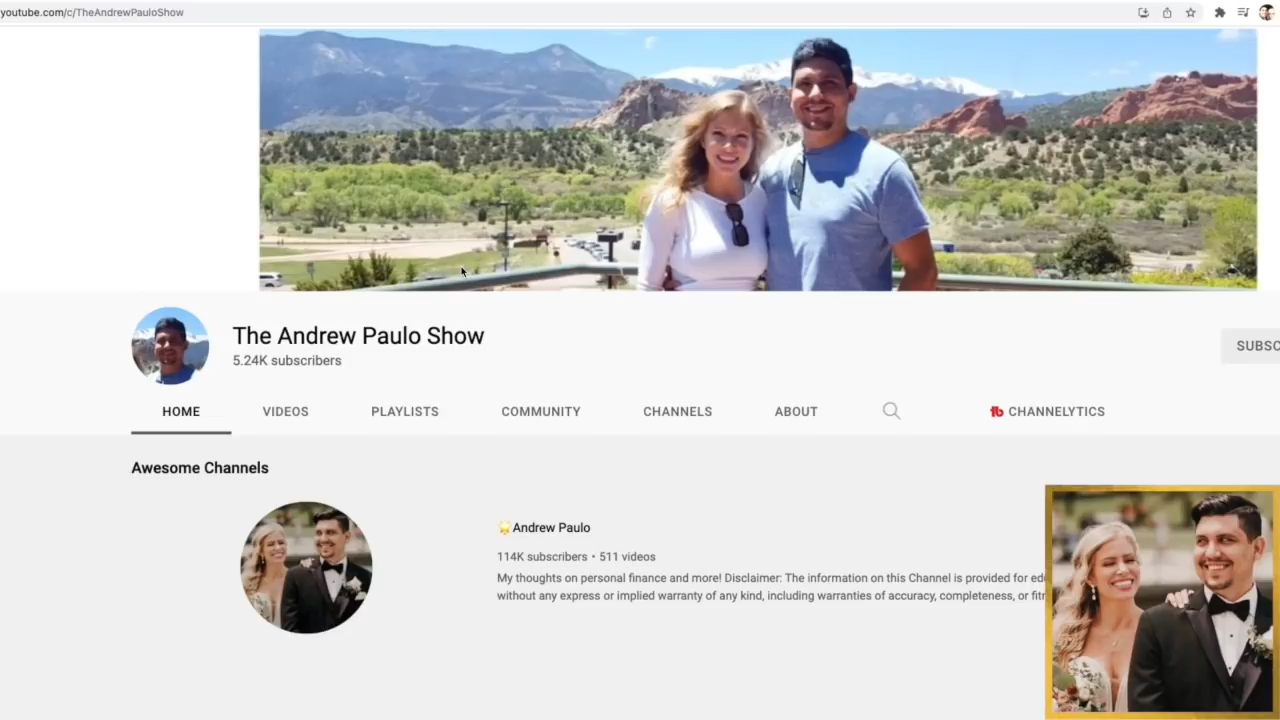 youtube.com/c/TheAndrewPauloShow
The Andrew Paulo Show
5.24K subscribers
SUBSC
HOME VIDEOS PLAYLISTS COMMUNITY CHANNELS ABOUT CHANNELYTICS
Awesome Channels
Andrew Paulo
114K subscribers • 511 videos
My thoughts on personal finance and more! Disclaimer: The information on this Channel is provided for ed
without any express or implied warranty of any kind, including warranties of accuracy, completeness, or fit